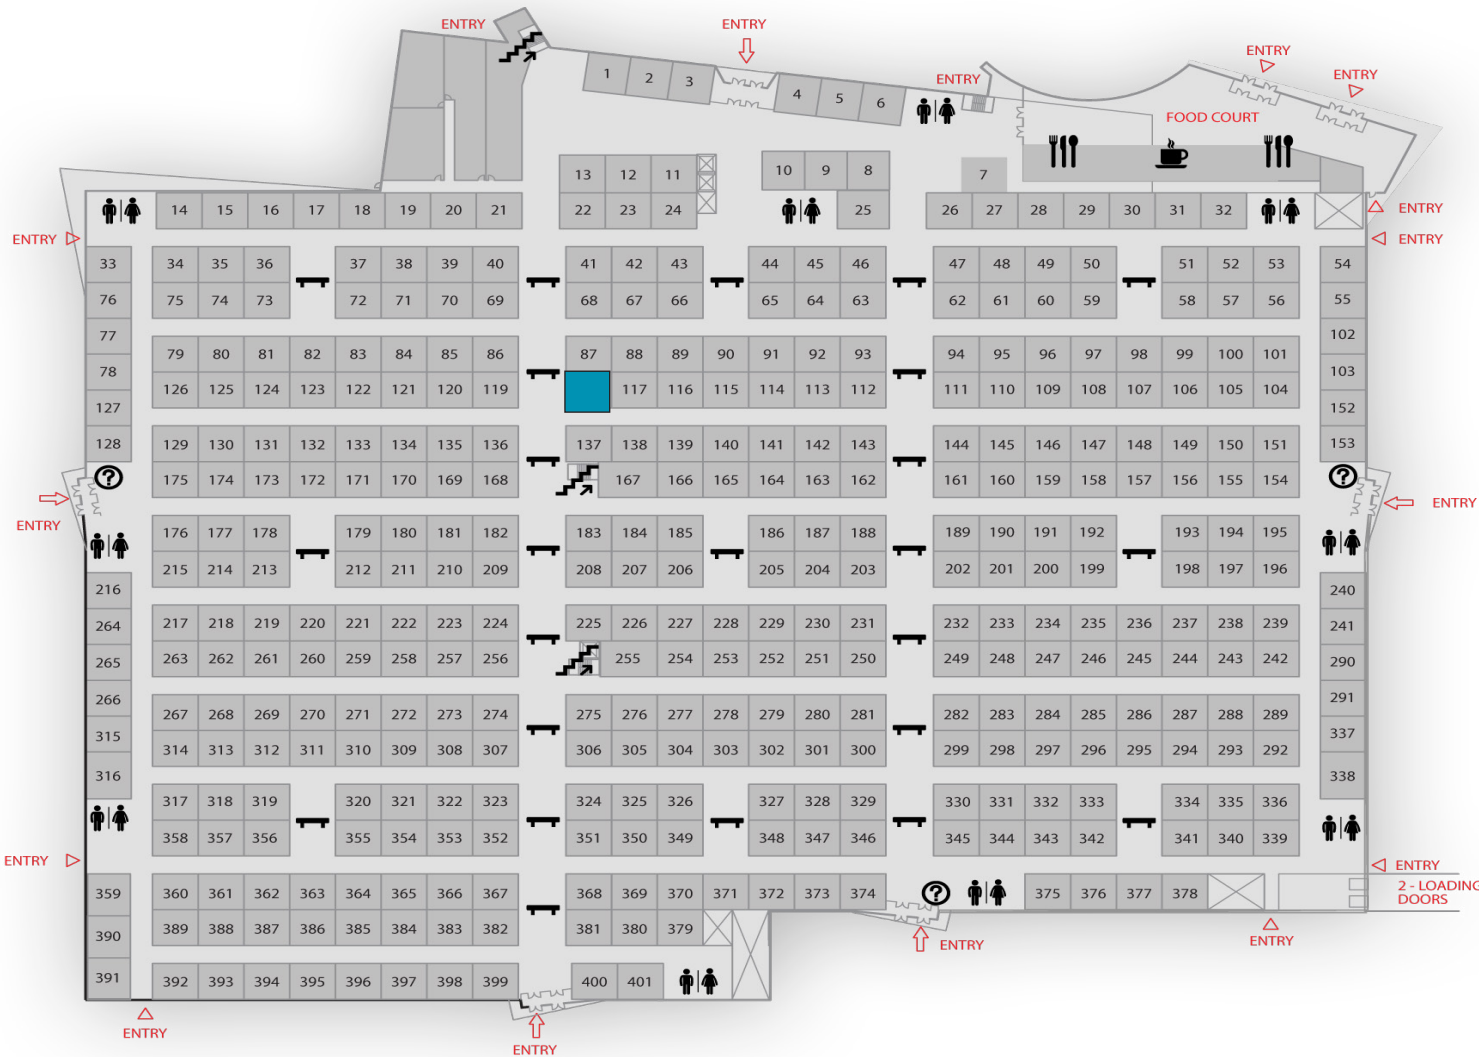 ENTRY
ENTRY
ENTRY
ENTRY
ENTRY
1 2 3
4 5 6
FOOD COURT
13 12 11
10 9 8
7
14 15 16 17 18 19 20 21
22 23 24
25
26 27 28 29 30 31 32
ENTRY
ENTRY
ENTRY
33 34 35 36 37 38 39 40 41 42 43 44 45 46 47 48 49 50 51 52 53 54
76 75 74 73 72 71 70 69 68 67 66 65 64 63 62 61 60 59 58 57 56 55
77 102
79 80 81 82 83 84 85 86 87 88 89 90 91 92 93 94 95 96 97 98 99 100 101
78 103
126 125 124 123 122 121 120 119 117 116 115 114 113 112 111 110 109 108 107 106 105 104
127 152
128 129 130 131 132 133 134 135 136 137 138 139 140 141 142 143 144 145 146 147 148 149 150 151 153
? ?
175 174 173 172 171 170 169 168 167 166 165 164 163 162 161 160 159 158 157 156 155 154
ENTRY
ENTRY
176 177 178 179 180 181 182 183 184 185 186 187 188 189 190 191 192 193 194 195
215 214 213 212 211 210 209 208 207 206 205 204 203 202 201 200 199 198 197 196
216 240
264 217 218 219 220 221 222 223 224 225 226 227 228 229 230 231 232 233 234 235 236 237 238 239 241
265 263 262 261 260 259 258 257 256 255 254 253 252 251 250 249 248 247 246 245 244 243 242 290
266 291
267 268 269 270 271 272 273 274 275 276 277 278 279 280 281 282 283 284 285 286 287 288 289
315 337
314 313 312 311 310 309 308 307 306 305 304 303 302 301 300 299 298 297 296 295 294 293 292
316 338
317 318 319 320 321 322 323 324 325 326 327 328 329 330 331 332 333 334 335 336
358 357 356 355 354 353 352 351 350 349 348 347 346 345 344 343 342 341 340 339
ENTRY
ENTRY
2 - LOADING
DOORS
359 360 361 362 363 364 365 366 367 368 369 370 371 372 373 374 ? 375 376 377 378
390 389 388 387 386 385 384 383 382 381 380 379
ENTRY
ENTRY
391 392 393 394 395 396 397 398 399 400 401
ENTRY
ENTRY